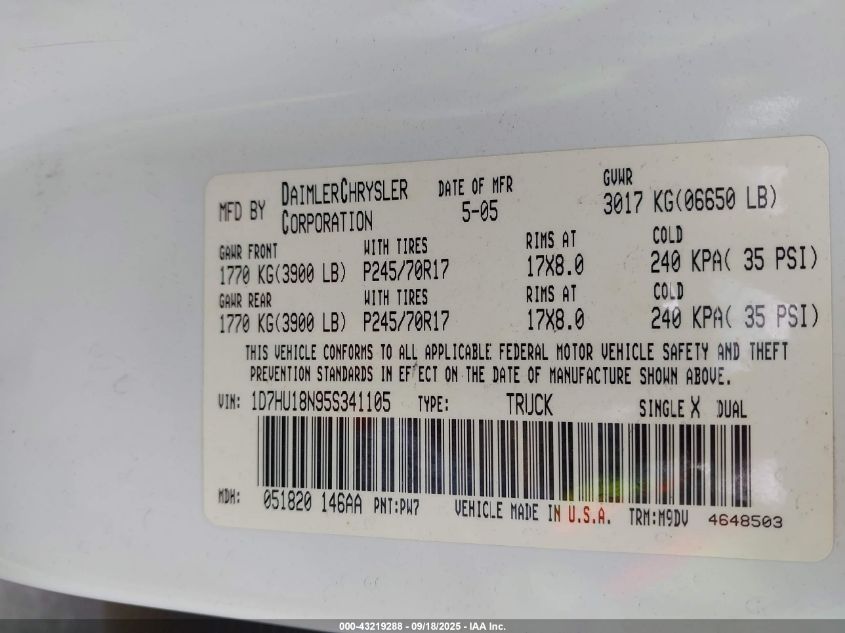 MFD BY DAIMLERCHRYSLER CORPORATION DATE OF MFR 5-05 GVWR 3017 KG(06650 LB)
GAWR FRONT WITH TIRES RIMS AT COLD
1770 KG(3900 LB) P245/70R17 17X8.0 240 KPA( 35 PSI)
GAWR REAR WITH TIRES RIMS AT COLD
1770 KG(3900 LB) P245/70R17 17X8.0 240 KPA( 35 PSI)
THIS VEHICLE CONFORMS TO ALL APPLICABLE FEDERAL MOTOR VEHICLE SAFETY AND THEFT
PREVENTION STANDARDS IN EFFECT ON THE DATE OF MANUFACTURE SHOWN ABOVE.
VIN: 1D7HU18N95S341105 TYPE: TRUCK SINGLE X DUAL
MDH: 051820 146AA PNT:PW7 VEHICLE MADE IN U.S.A. TRM:M9DV 4648503
000-43219288 - 09/18/2025 - IAA Inc.